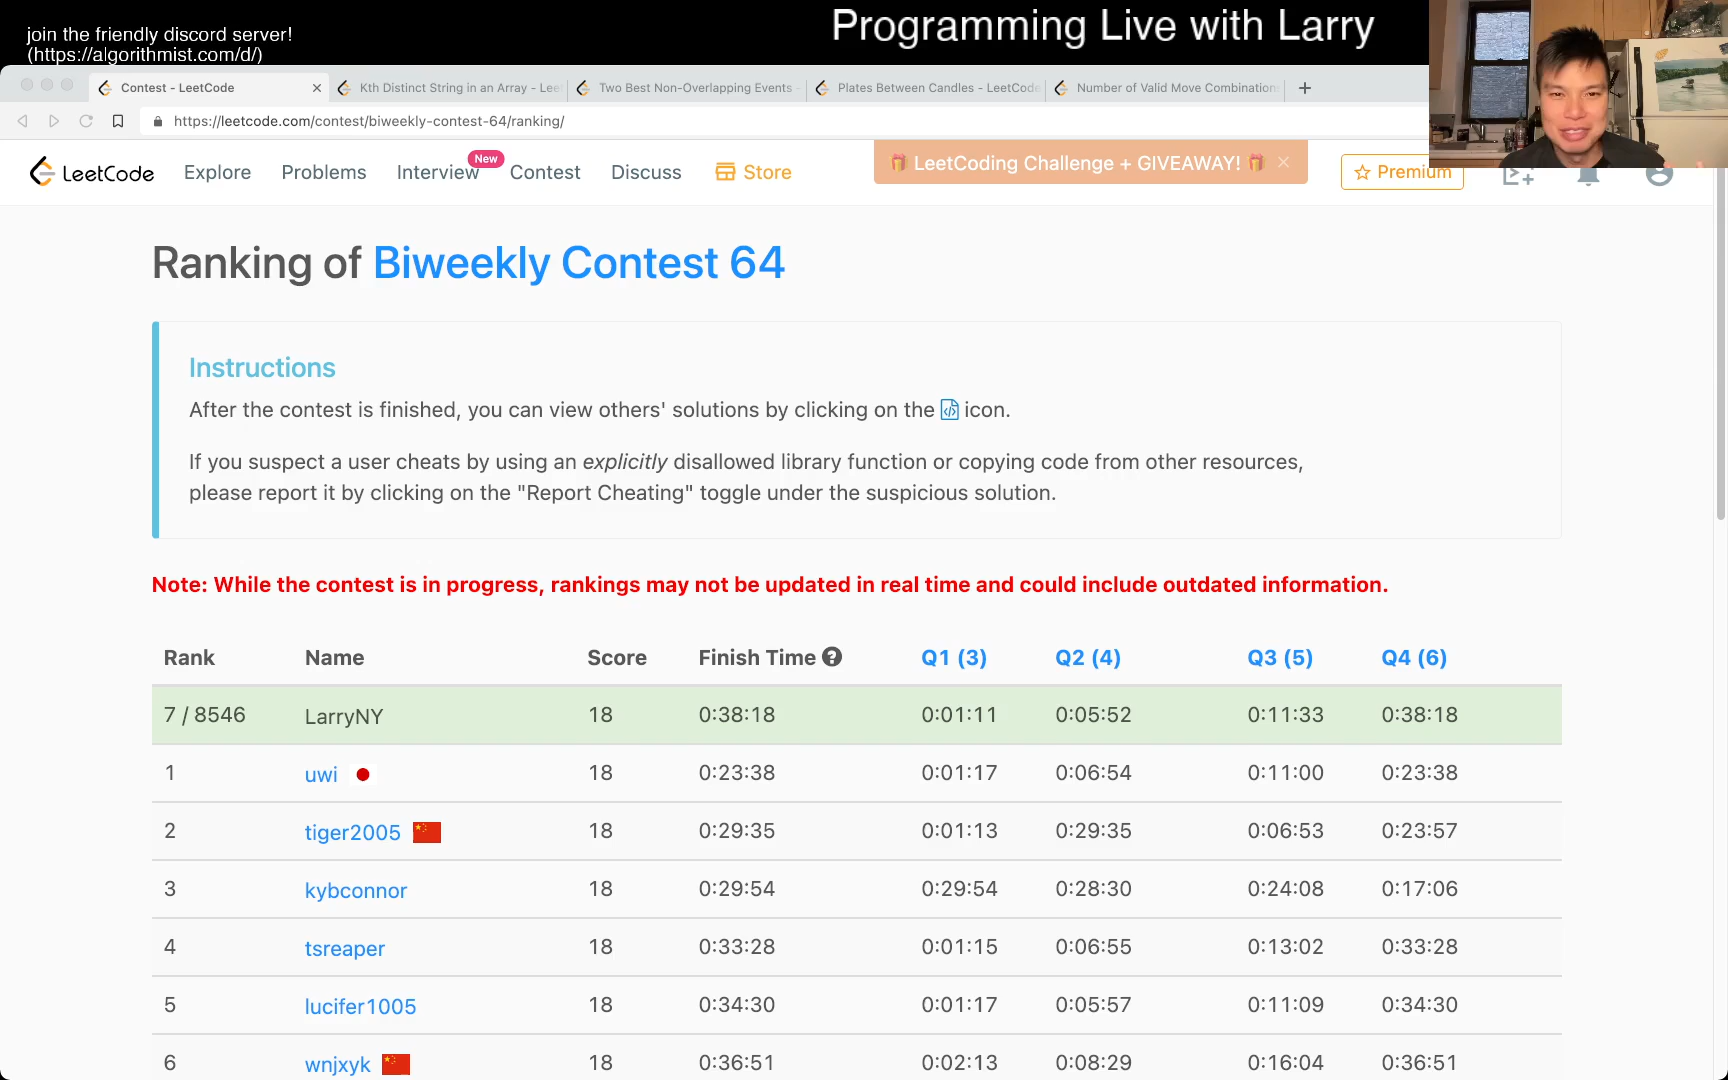 join the friendly discord server!
(https://algorithmist.com/d/)
Programming Live with Larry
Contest - LeetCode
Kth Distinct String in an Array - Lee
Two Best Non-Overlapping Events -
Plates Between Candles - LeetCode
Number of Valid Move Combinations
https://leetcode.com/contest/biweekly-contest-64/ranking/
LeetCode
Explore
Problems
Interview
New
Contest
Discuss
Store
LeetCoding Challenge + GIVEAWAY!
Premium
Ranking of Biweekly Contest 64
Instructions
After the contest is finished, you can view others' solutions by clicking on the icon.
If you suspect a user cheats by using an explicitly disallowed library function or copying code from other resources,
please report it by clicking on the "Report Cheating" toggle under the suspicious solution.
Note: While the contest is in progress, rankings may not be updated in real time and could include outdated information.
Rank Name Score Finish Time Q1 (3) Q2 (4) Q3 (5) Q4 (6)
7 / 8546 LarryNY 18 0:38:18 0:01:11 0:05:52 0:11:33 0:38:18
1 uwi 18 0:23:38 0:01:17 0:06:54 0:11:00 0:23:38
2 tiger2005 18 0:29:35 0:01:13 0:29:35 0:06:53 0:23:57
3 kybconnor 18 0:29:54 0:29:54 0:28:30 0:24:08 0:17:06
4 tsreaper 18 0:33:28 0:01:15 0:06:55 0:13:02 0:33:28
5 lucifer1005 18 0:34:30 0:01:17 0:05:57 0:11:09 0:34:30
6 wnjxyk 18 0:36:51 0:02:13 0:08:29 0:16:04 0:36:51